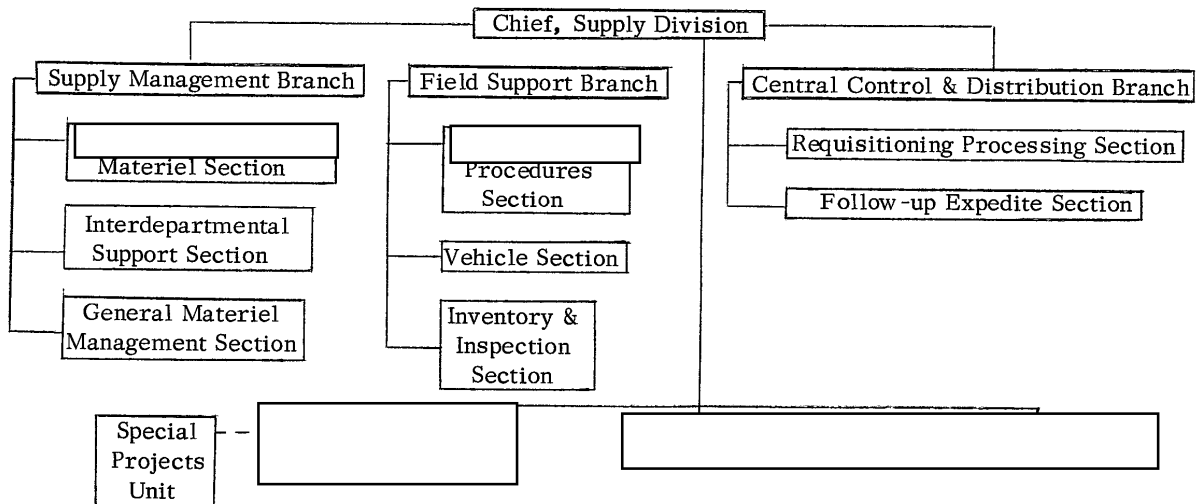 Chief, Supply Division
Supply Management Branch
Materiel Section
Interdepartmental
Support Section
General Materiel
Management Section
Field Support Branch
Procedures
Section
Vehicle Section
Inventory &
Inspection
Section
Central Control & Distribution Branch
Requisitioning Processing Section
Follow-up Expedite Section
Special
Projects
Unit